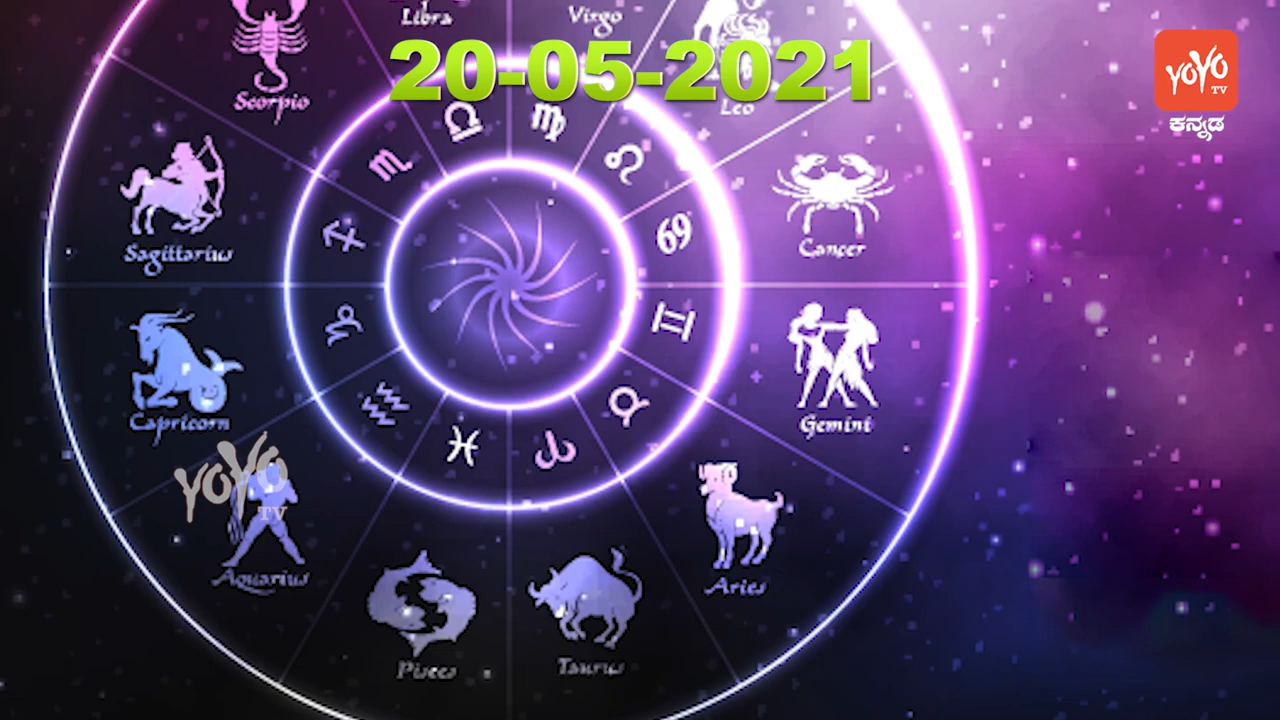 Libra
Virgo
20-05-2021
YOYO
TV
ಕನ್ನಡ
Scorpio
Leo
Sagittarius
Cancer
Capricorn
Gemini
YOYO
TV
Aquarius
Aries
Pisces
Taurus